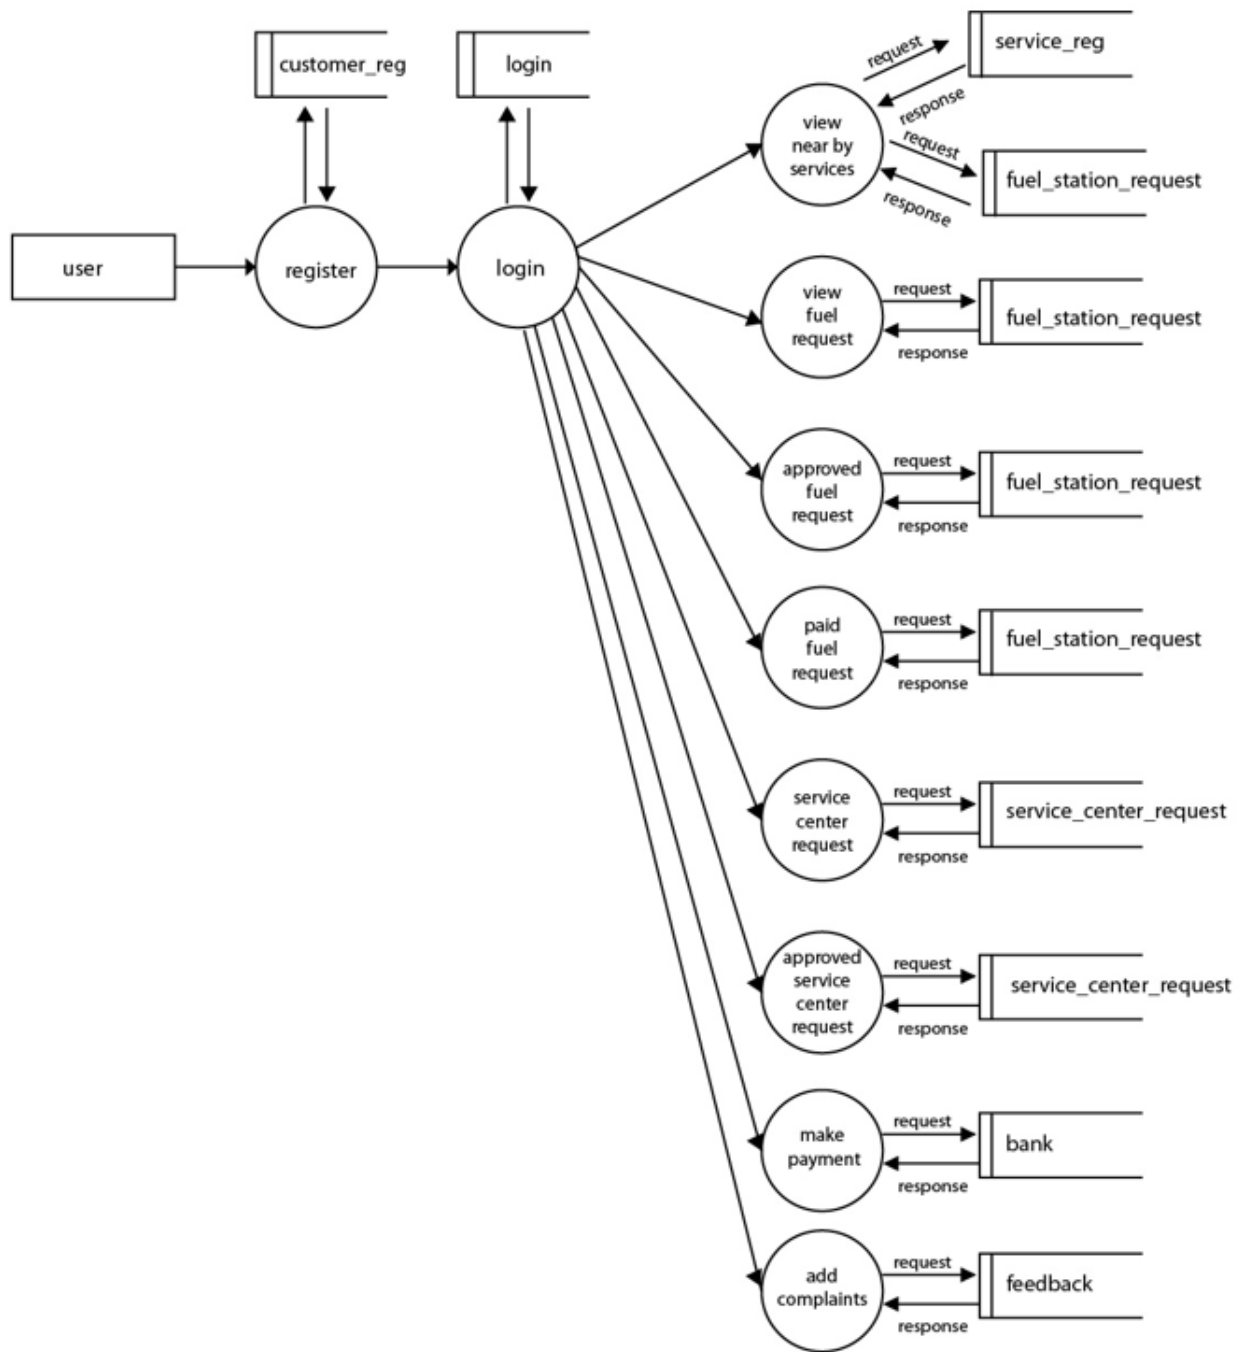 customer_reg
login
user
register
login
view
near by
services
request
service_reg
response
request
fuel_station_request
response
view
fuel
request
request
fuel_station_request
response
approved
fuel
request
request
fuel_station_request
response
paid
fuel
request
request
fuel_station_request
response
service
center
request
request
service_center_request
response
approved
service
center
request
request
service_center_request
response
make
payment
request
bank
response
add
complaints
request
feedback
response